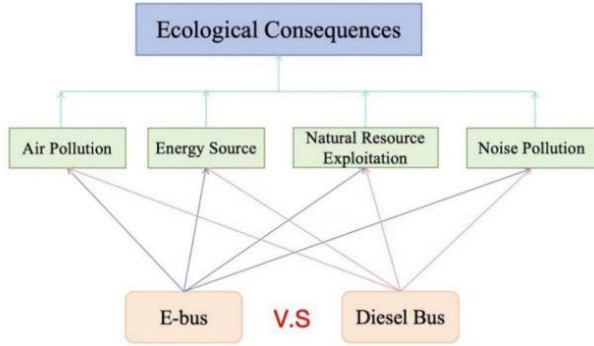 Ecological Consequences
Air Pollution
Energy Source
Natural Resource
Exploitation
Noise Pollution
E-bus
V.S
Diesel Bus